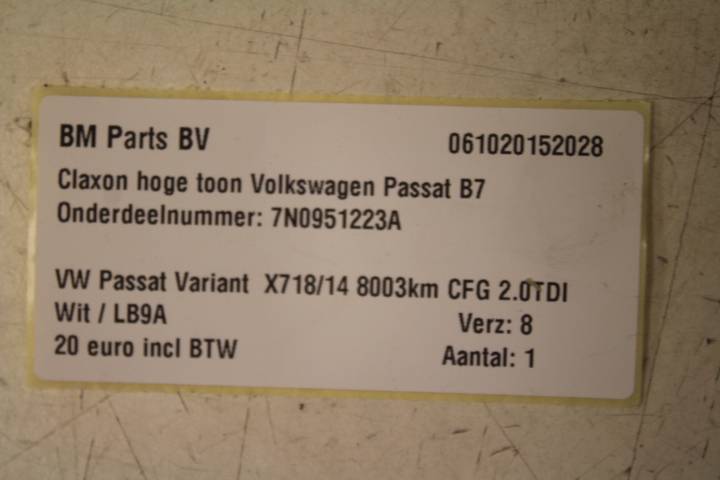 BM Parts BV 061020152028
Claxon hoge toon Volkswagen Passat B7
Onderdeelnummer: 7N0951223A
VW Passat Variant X718/14 8003km CFG 2.0TDI
Wit / LB9A Verz: 8
20 euro incl BTW Aantal: 1